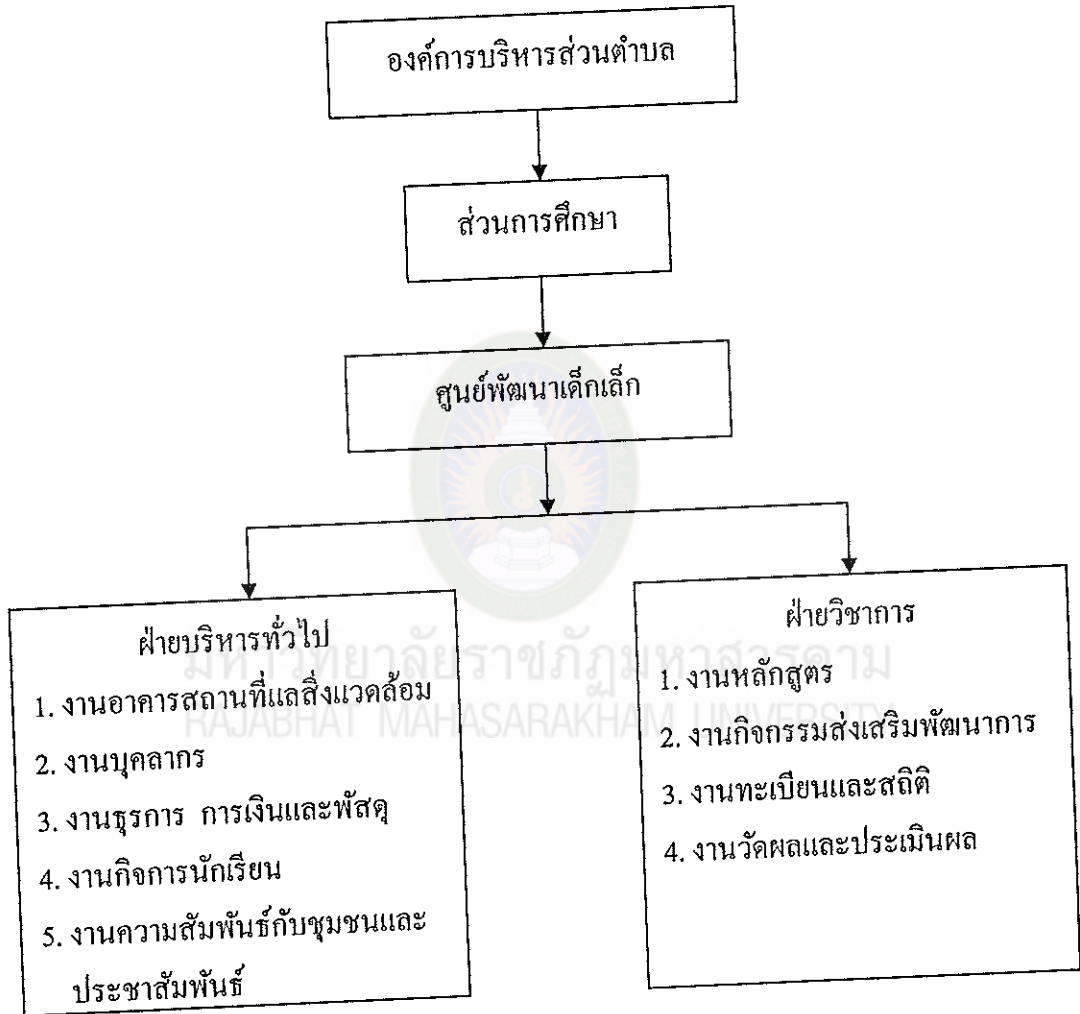 องค์การบริหารส่วนตำบล
ส่วนการศึกษา
ศูนย์พัฒนาเด็กเล็ก
ฝ่ายบริหารทั่วไป
1. งานอาคารสถานที่แลสิ่งแวดล้อม
2. งานบุคลากร
3. งานธุรการ การเงินและพัสดุ
4. งานกิจการนักเรียน
5. งานความสัมพันธ์กับชุมชนและ
ประชาสัมพันธ์
ฝ่ายวิชาการ
1. งานหลักสูตร
2. งานกิจกรรมส่งเสริมพัฒนาการ
3. งานทะเบียนและสถิติ
4. งานวัดผลและประเมินผล
มหาวิทยาลัยราชภัฏมหาสารคาม
RAJABHAT MAHASARAKHAM UNIVERSITY